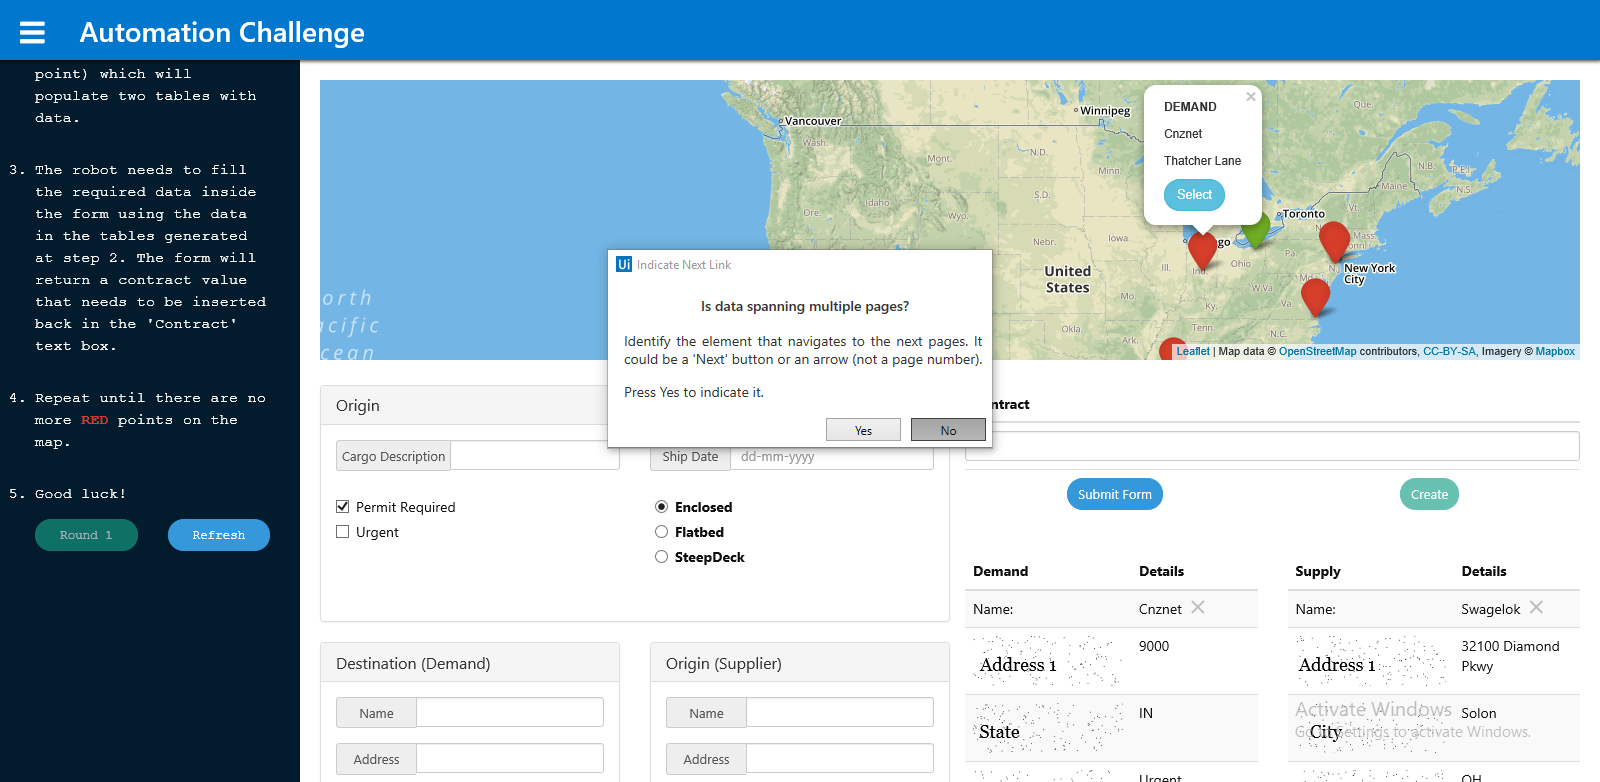 Automation Challenge
point) which will
populate two tables with
data.
3. The robot needs to fill
the required data inside
the form using the data
in the tables generated
at step 2. The form will
return a contract value
that needs to be inserted
back in the 'Contract'
text box.
4. Repeat until there are no
more RED points on the
map.
5. Good luck!
Round 1
Refresh
Vancouver
Winnipeg
Wash.
Mont.
N.D.
Minn.
Ore.
Idaho
Wyo.
S.D.
Nebr.
Iowa
United
States
Ill.
Ind.
Ohio
Mo.
Ky.
W.Va.
Va.
Okla.
Tenn.
Ark.
N.C.
Toronto
Vt.
Mass.
Conn.
N.J.
New York
City
Maine
N.B.
P.E.I.
N.S.
Que.
DEMAND
Cnznet
Thatcher Lane
Select
Leaflet | Map data © OpenStreetMap contributors, CC-BY-SA, Imagery © Mapbox
Ui Indicate Next Link
Is data spanning multiple pages?
Identify the element that navigates to the next pages. It
could be a 'Next' button or an arrow (not a page number).
Press Yes to indicate it.
Yes
No
Origin
Cargo Description
Ship Date
dd-mm-yyyy
Permit Required
Urgent
Enclosed
Flatbed
SteepDeck
Destination (Demand)
Name
Address
Origin (Supplier)
Name
Address
ntract
Submit Form
Create
Demand Details
Name: Cnznet
Address 1 9000
State IN
Urgent
Supply Details
Name: Swagelok
Address 1 32100 Diamond
Pkwy
City Solon
OH
Activate Windows
Go to Settings to activate Windows.